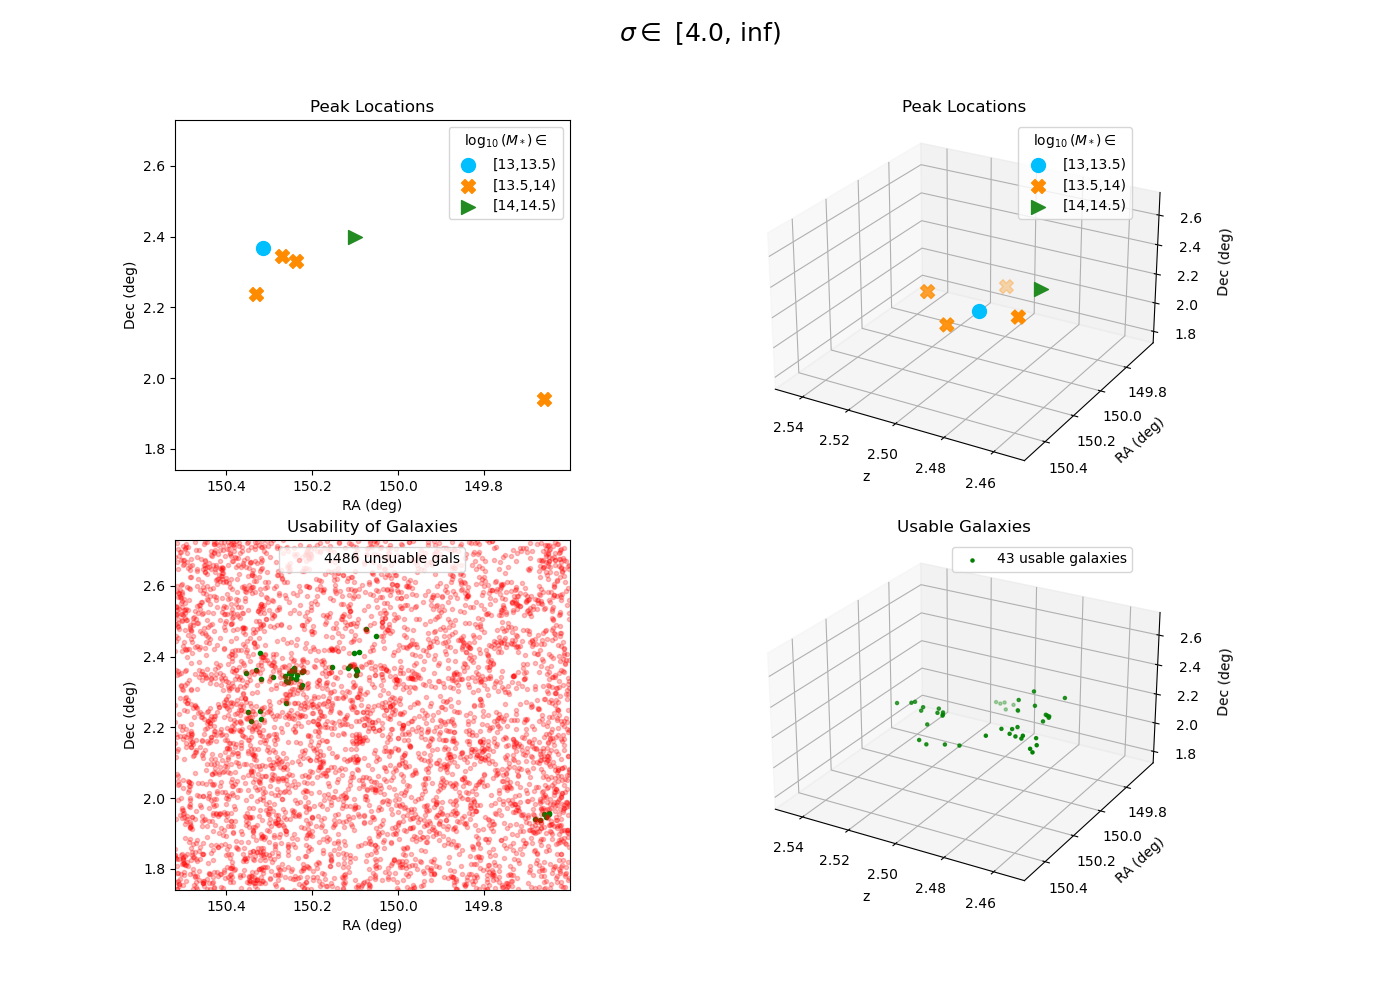 σ ∈ [4.0, inf)
Peak Locations
log₁₀(M*) ∈
[13,13.5)
[13.5,14)
[14,14.5)
2.6
2.4
2.2
2.0
1.8
Dec (deg)
150.4 150.2 150.0 149.8
RA (deg)
Peak Locations
log₁₀(M*) ∈
[13,13.5)
[13.5,14)
[14,14.5)
2.6
2.4
2.2
2.0
1.8
Dec (deg)
149.8
150.0
150.2
150.4
RA (deg)
2.54
2.52
2.50
2.48
2.46
z
Usability of Galaxies
4486 unsuable gals
2.6
2.4
2.2
2.0
1.8
Dec (deg)
150.4 150.2 150.0 149.8
RA (deg)
Usable Galaxies
43 usable galaxies
2.6
2.4
2.2
2.0
1.8
Dec (deg)
149.8
150.0
150.2
150.4
RA (deg)
2.54
2.52
2.50
2.48
2.46
z